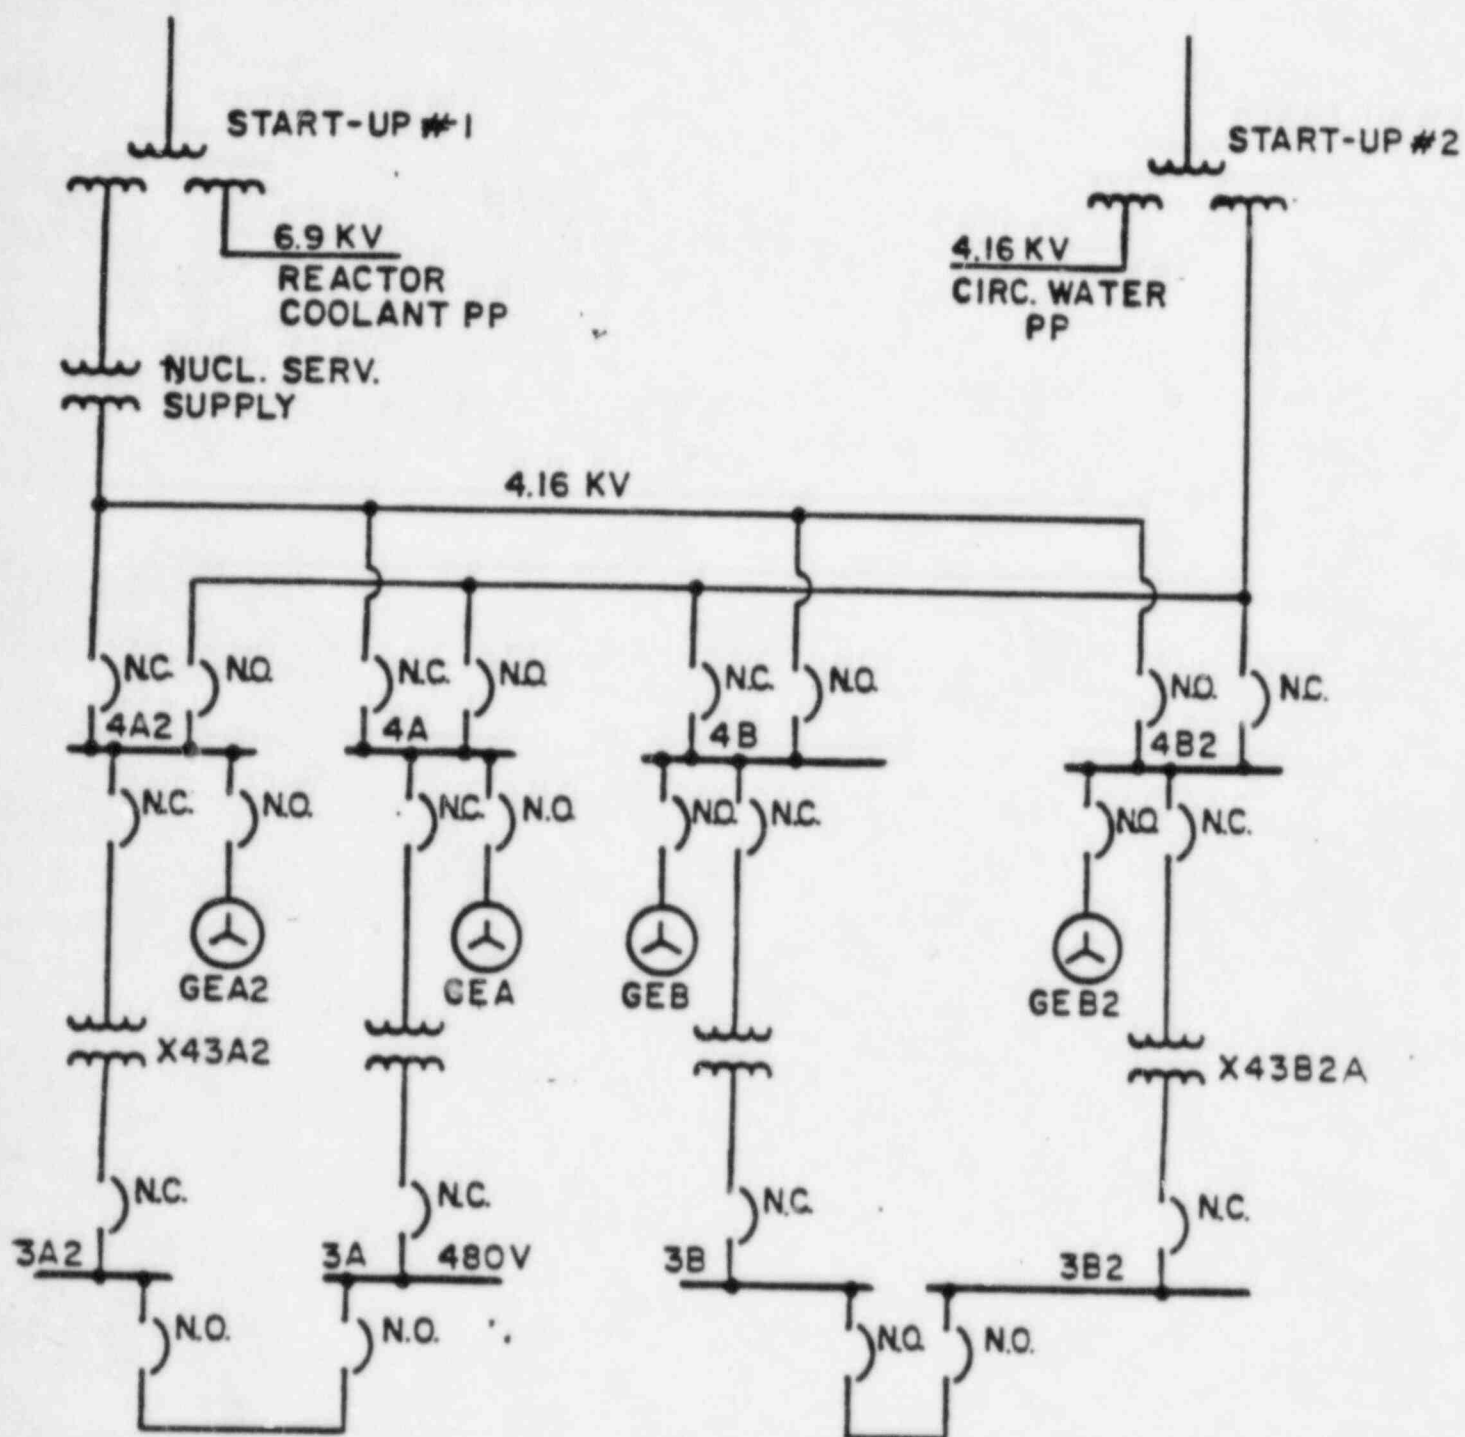 START-UP #1
START-UP #2
6.9 KV
REACTOR
COOLANT PP
4.16 KV
CIRC. WATER
PP
NUCL. SERV.
SUPPLY
4.16 KV
N.C. N.O. N.C. N.O. N.C. N.O. N.O. N.C.
4A2 4A 4B 4B2
N.C. N.O. N.C. N.O. N.O. N.C. N.O. N.C.
GEA2 GEA GEB GEB2
X43A2 X43B2A
N.C. N.C. N.C. N.C.
3A2 3A 480V 3B 3B2
N.O. N.O. N.O. N.O.